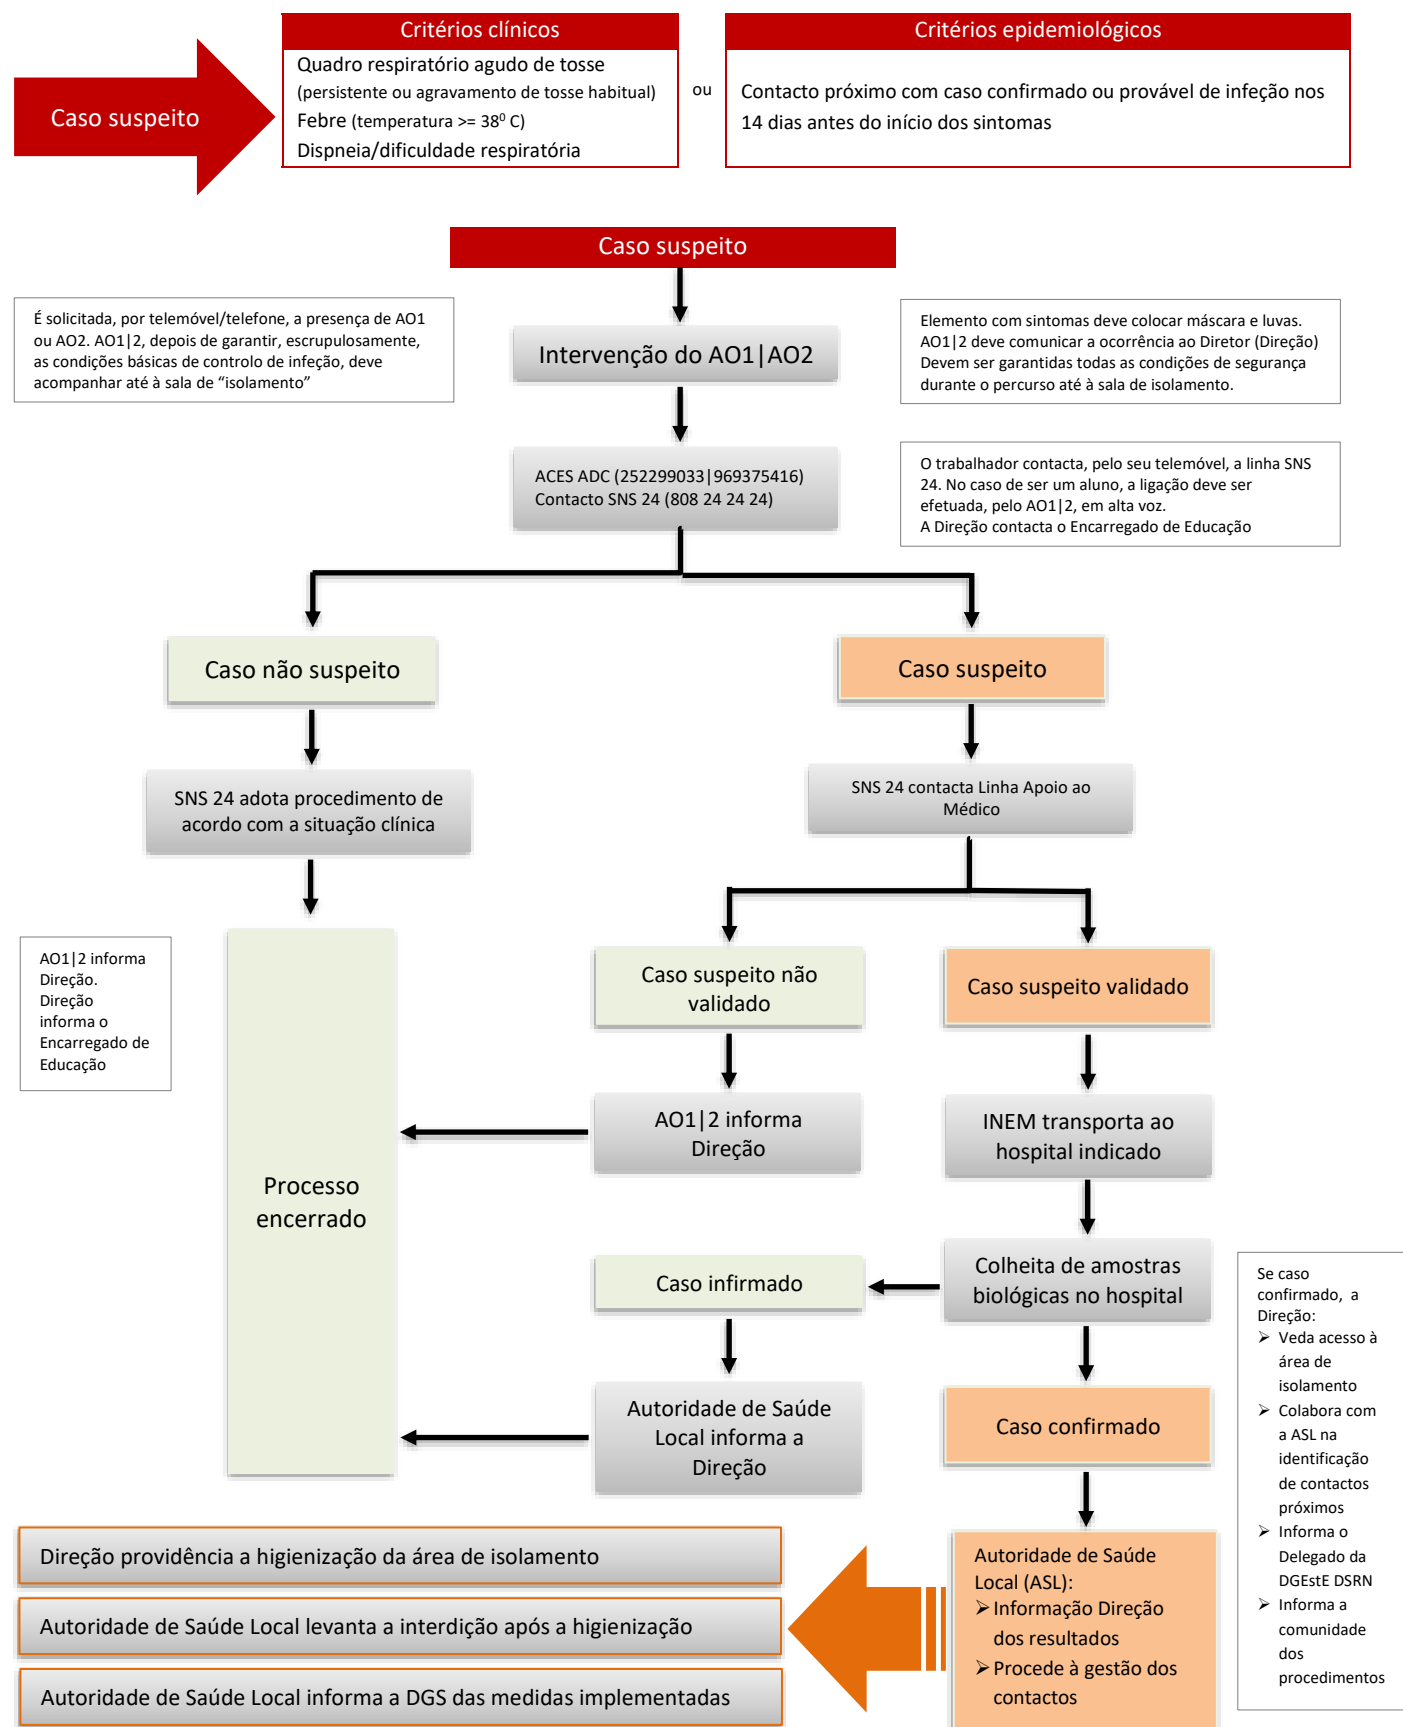 Caso suspeito
Critérios clínicos
Quadro respiratório agudo de tosse
(persistente ou agravamento de tosse habitual)
Febre (temperatura >= 38⁰ C)
Dispneia/dificuldade respiratória
ou
Critérios epidemiológicos
Contacto próximo com caso confirmado ou provável de infeção nos
14 dias antes do início dos sintomas
Caso suspeito
É solicitada, por telemóvel/telefone, a presença de AO1
ou AO2. AO1|2, depois de garantir, escrupulosamente,
as condições básicas de controlo de infeção, deve
acompanhar até à sala de “isolamento”
Intervenção do AO1|AO2
Elemento com sintomas deve colocar máscara e luvas.
AO1|2 deve comunicar a ocorrência ao Diretor (Direção)
Devem ser garantidas todas as condições de segurança
durante o percurso até à sala de isolamento.
ACES ADC (252299033|969375416)
Contacto SNS 24 (808 24 24 24)
O trabalhador contacta, pelo seu telemóvel, a linha SNS
24. No caso de ser um aluno, a ligação deve ser
efetuada, pelo AO1|2, em alta voz.
A Direção contacta o Encarregado de Educação
Caso não suspeito
Caso suspeito
SNS 24 adota procedimento de
acordo com a situação clínica
SNS 24 contacta Linha Apoio ao
Médico
AO1|2 informa
Direção.
Direção
informa o
Encarregado de
Educação
Caso suspeito não
validado
Caso suspeito validado
AO1|2 informa
Direção
INEM transporta ao
hospital indicado
Processo
encerrado
Caso infirmado
Colheita de amostras
biológicas no hospital
Autoridade de Saúde
Local informa a
Direção
Caso confirmado
Se caso
confirmado, a
Direção:
➢ Veda acesso à
área de
isolamento
➢ Colabora com
a ASL na
identificação
de contactos
próximos
➢ Informa o
Delegado da
DGEstE DSRN
➢ Informa a
comunidade
dos
procedimentos
Autoridade de Saúde
Local (ASL):
➢ Informação Direção
dos resultados
➢ Procede à gestão dos
contactos
Direção providência a higienização da área de isolamento
Autoridade de Saúde Local levanta a interdição após a higienização
Autoridade de Saúde Local informa a DGS das medidas implementadas